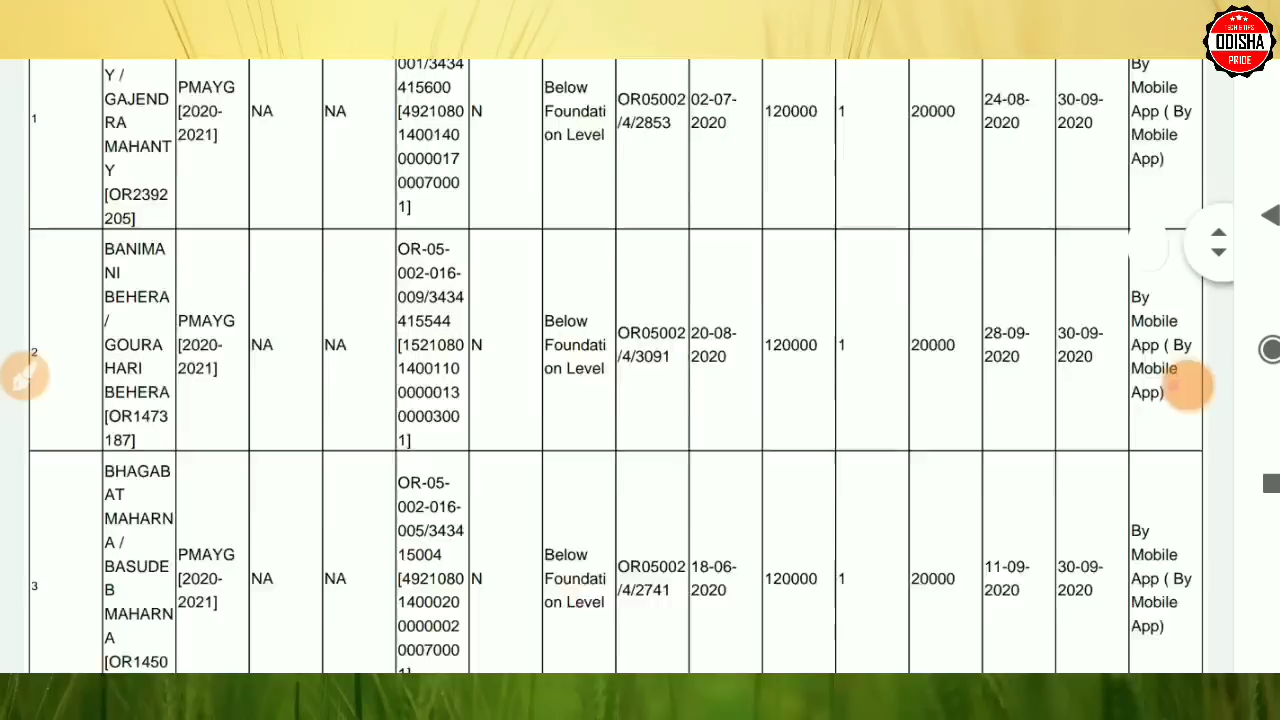 TECH & TIPS
ODISHA
PRIDE
1
Y /
GAJEND
RA
MAHANT
Y
[OR2392
205]
PMAYG
[2020-
2021]
NA
NA
001/3434
415600
[4921080
1400140
0000017
0007000
1]
N
Below
Foundati
on Level
OR05002
/4/2853
02-07-
2020
120000
1
20000
24-08-
2020
30-09-
2020
By
Mobile
App ( By
Mobile
App)
2
BANIMA
NI
BEHERA
/
GOURA
HARI
BEHERA
[OR1473
187]
PMAYG
[2020-
2021]
NA
NA
OR-05-
002-016-
009/3434
415544
[1521080
1400110
0000013
0000300
1]
N
Below
Foundati
on Level
OR05002
/4/3091
20-08-
2020
120000
1
20000
28-09-
2020
30-09-
2020
By
Mobile
App ( By
Mobile
App)
3
BHAGAB
AT
MAHARN
A /
BASUDE
B
MAHARN
A
[OR1450
PMAYG
[2020-
2021]
NA
NA
OR-05-
002-016-
005/3434
15004
[4921080
1400020
0000002
0007000
1]
N
Below
Foundati
on Level
OR05002
/4/2741
18-06-
2020
120000
1
20000
11-09-
2020
30-09-
2020
By
Mobile
App ( By
Mobile
App)